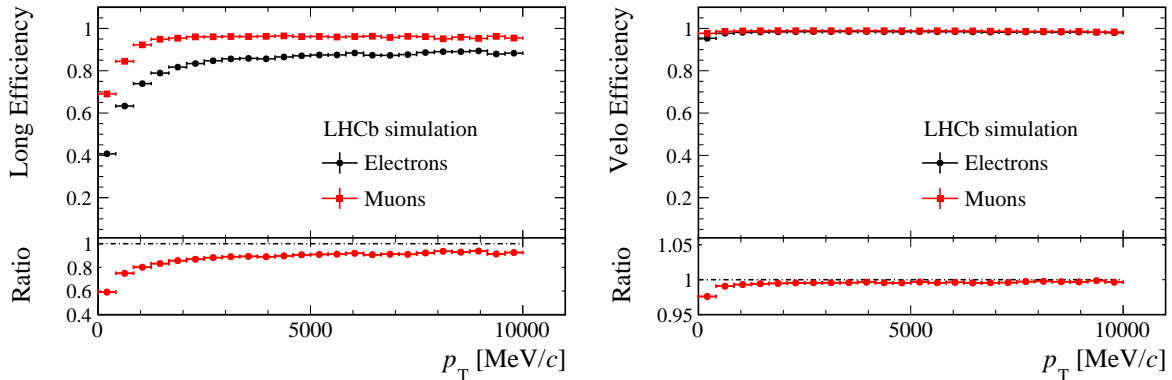 Long Efficiency
1
0.8
0.6
0.4
0.2
LHCb simulation
Electrons
Muons
Ratio
1
0.8
0.6
0.4
0 5000 10000
p_T [MeV/c]
Velo Efficiency
1
0.8
0.6
0.4
0.2
LHCb simulation
Electrons
Muons
Ratio
1.05
1
0.95
0 5000 10000
p_T [MeV/c]